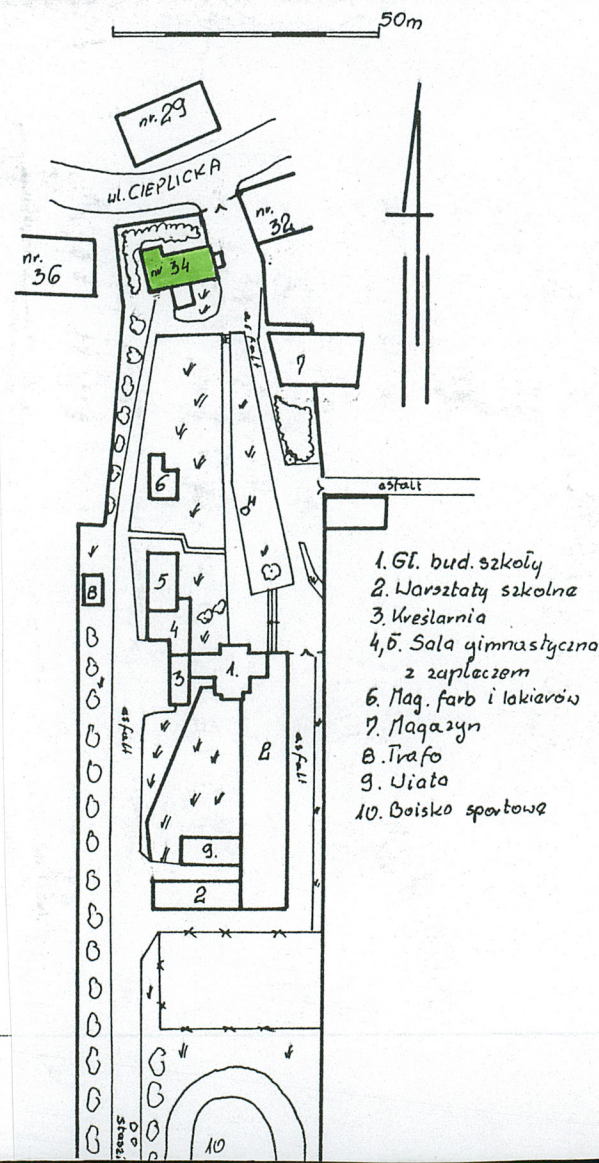 50m
nr. 29
ul. CIEPLICKA
nr. 32
nr. 36
nr 34
asfalt
7
asfalt
6
5
8
4
1.
3
2
asfalt
asfalt
9.
2
10
1. Gł. bud. szkoły
2. Warsztaty szkolne
3. Kreślarnia
4,5. Sala gimnastyczna
z zapleczem
6. Mag. farb i lakierów
7. Magazyn
8. Trafo
9. Wiata
10. Boisko sportowe